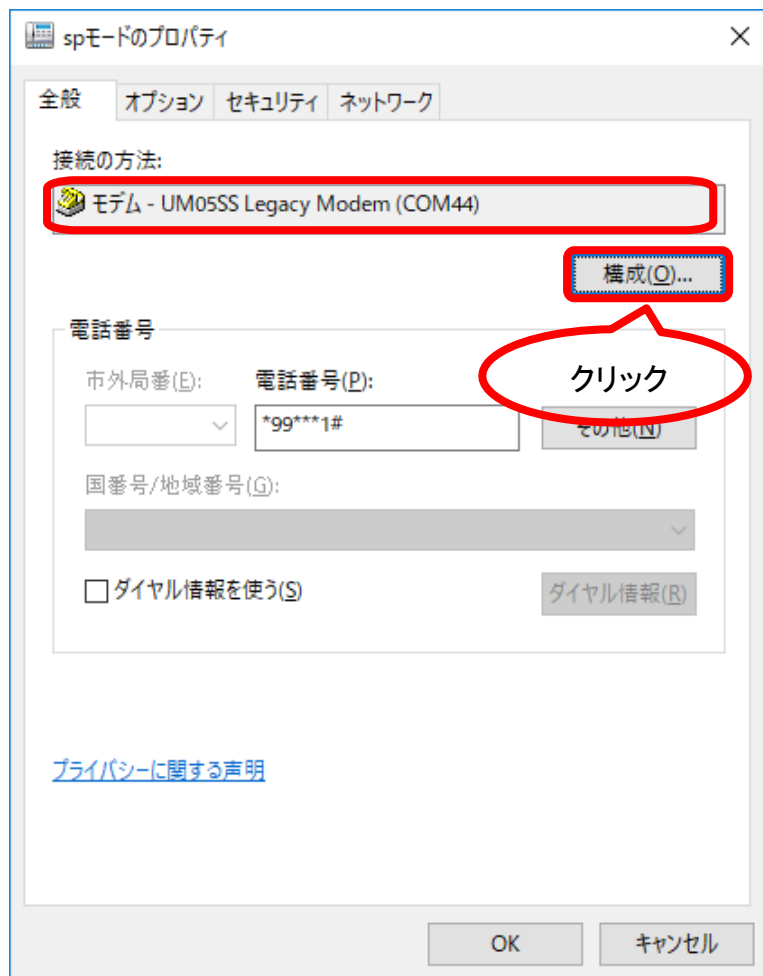 spモードのプロパティ
全般 オプション セキュリティ ネットワーク
接続の方法:
モデム - UM05SS Legacy Modem (COM44)
構成(O)...
電話番号
クリック
市外局番(E): 電話番号(P):
*99***1# その他(N)
国番号/地域番号(G):
ダイヤル情報を使う(S) ダイヤル情報(R)
プライバシーに関する声明
OK キャンセル